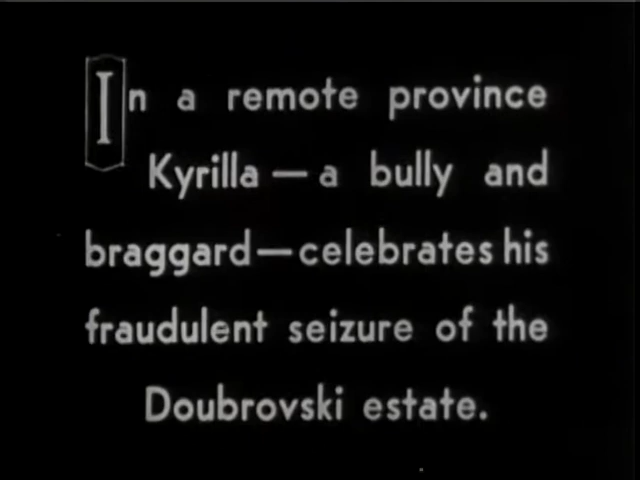 In a remote province
Kyrilla — a bully and
braggard — celebrates his
fraudulent seizure of the
Doubrovski estate.